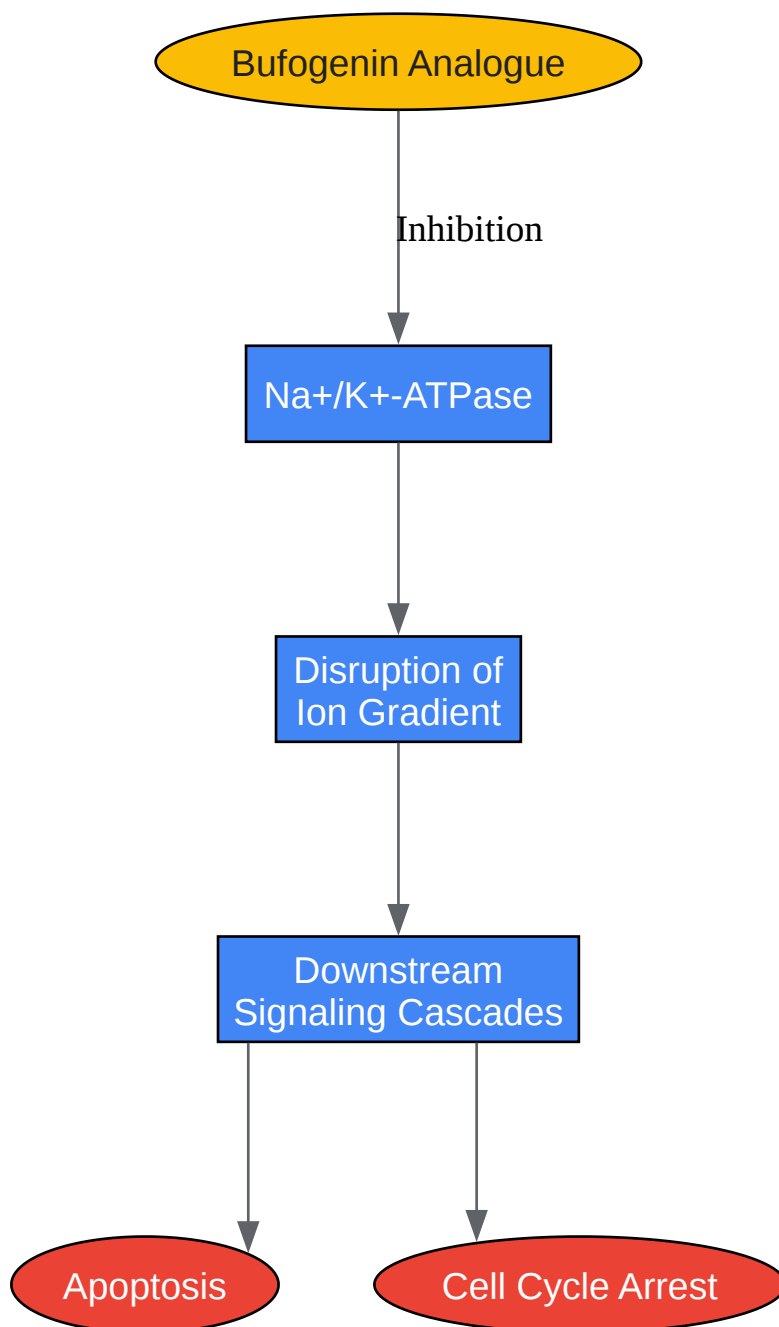 Bufogenin Analogue
Inhibition
Na+/K+-ATPase
Disruption of
Ion Gradient
Downstream
Signaling Cascades
Apoptosis
Cell Cycle Arrest